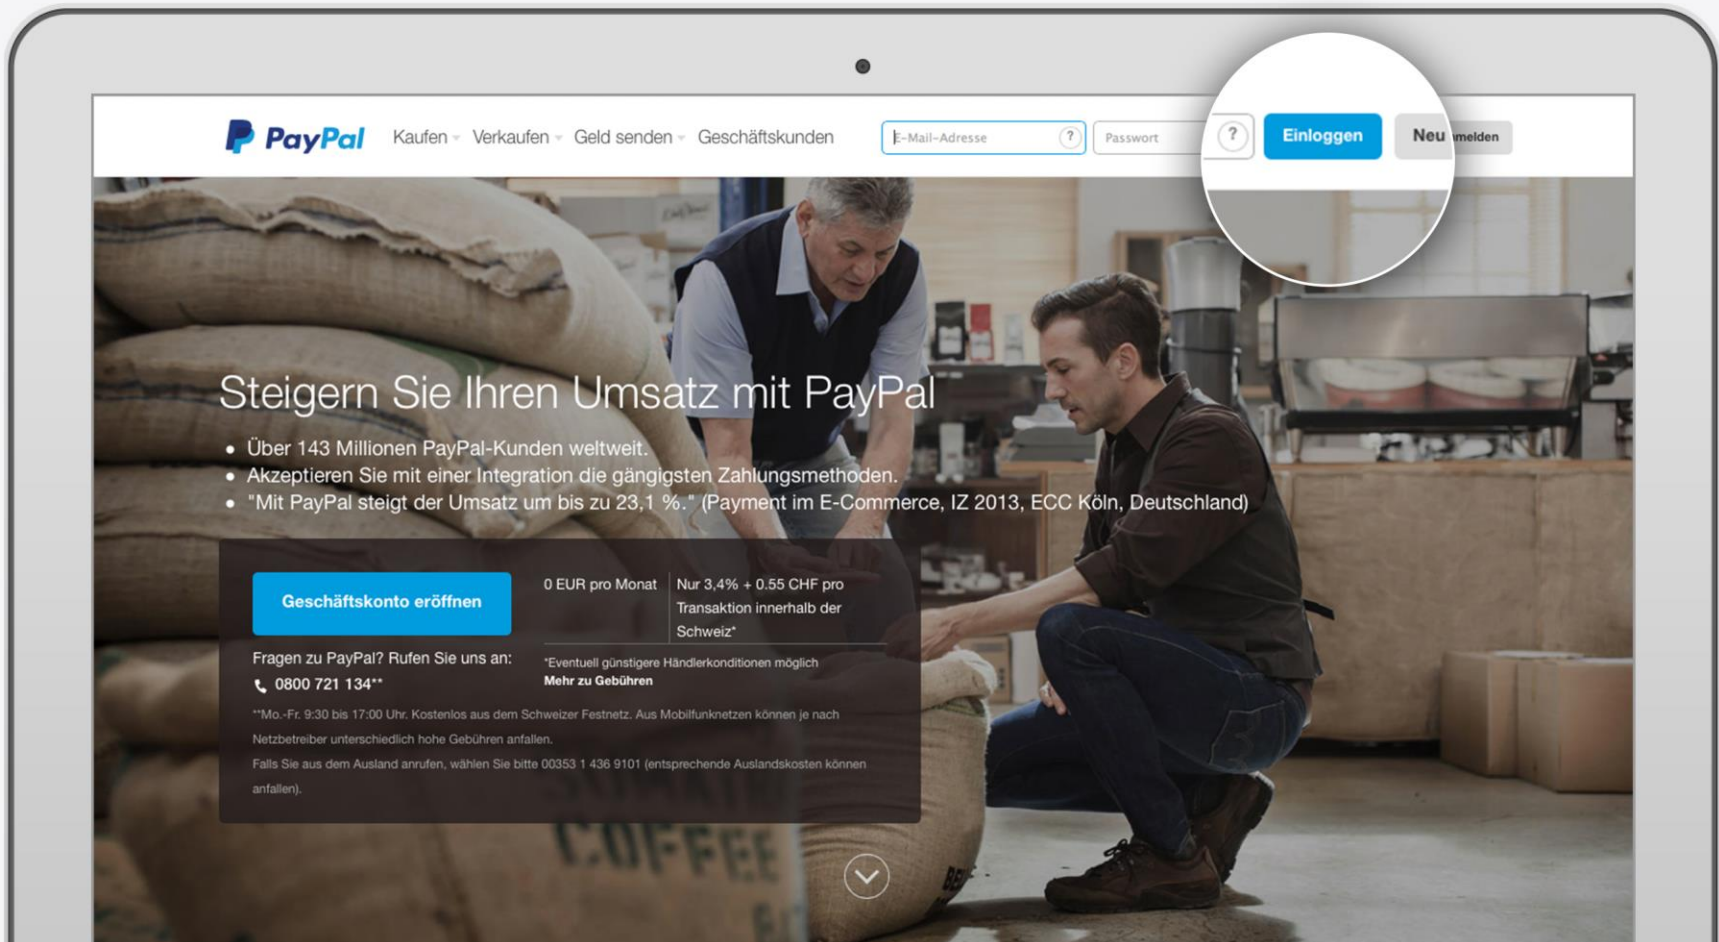 PayPal Kaufen Verkaufen Geld senden Geschäftskunden E-Mail-Adresse ? Passwort ? Einloggen Neu melden
Steigern Sie Ihren Umsatz mit PayPal
• Über 143 Millionen PayPal-Kunden weltweit.
• Akzeptieren Sie mit einer Integration die gängigsten Zahlungsmethoden.
• "Mit PayPal steigt der Umsatz um bis zu 23,1 %." (Payment im E-Commerce, IZ 2013, ECC Köln, Deutschland)
Geschäftskonto eröffnen
0 EUR pro Monat
Nur 3,4% + 0.55 CHF pro
Transaktion innerhalb der
Schweiz*
Fragen zu PayPal? Rufen Sie uns an:
0800 721 134**
*Eventuell günstigere Händlerkonditionen möglich
Mehr zu Gebühren
**Mo.-Fr. 9:30 bis 17:00 Uhr. Kostenlos aus dem Schweizer Festnetz. Aus Mobilfunknetzen können je nach
Netzbetreiber unterschiedlich hohe Gebühren anfallen.
Falls Sie aus dem Ausland anrufen, wählen Sie bitte 00353 1 436 9101 (entsprechende Auslandskosten können
anfallen).
COFFEE